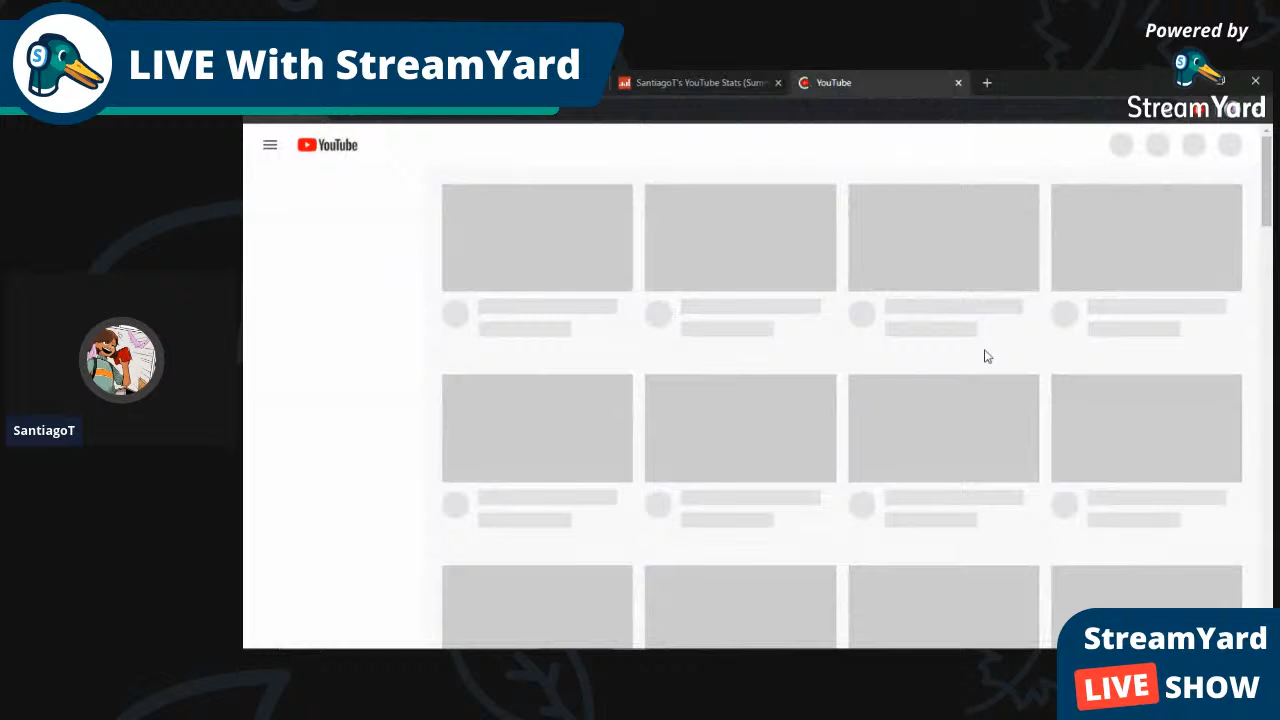 LIVE With StreamYard
Powered by
StreamYard
SantiagoT's YouTube Stats (Sum
YouTube
YouTube
SantiagoT
StreamYard
LIVE SHOW